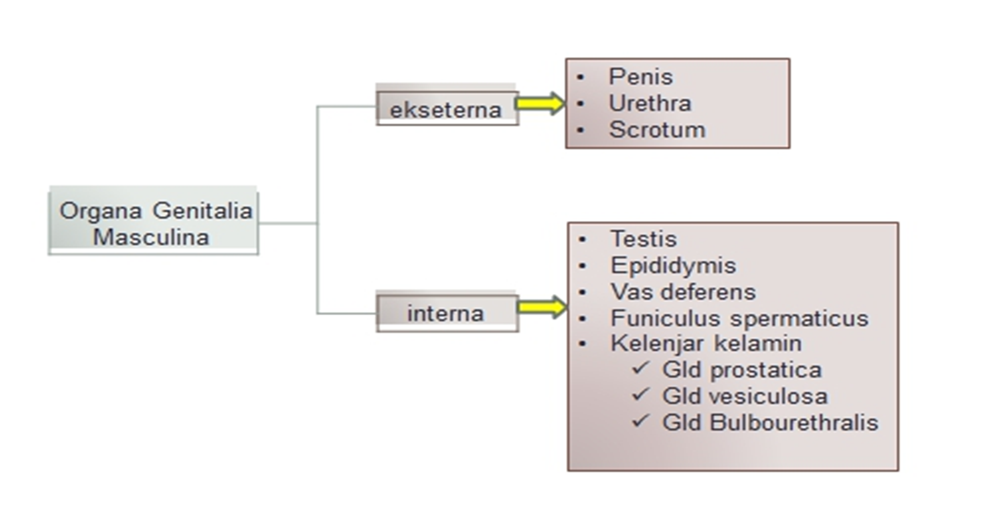 Organa Genitalia
Masculina
ekseterna
• Penis
• Urethra
• Scrotum
interna
• Testis
• Epididymis
• Vas deferens
• Funiculus spermaticus
• Kelenjar kelamin
✓ Gld prostatica
✓ Gld vesiculosa
✓ Gld Bulbourethralis